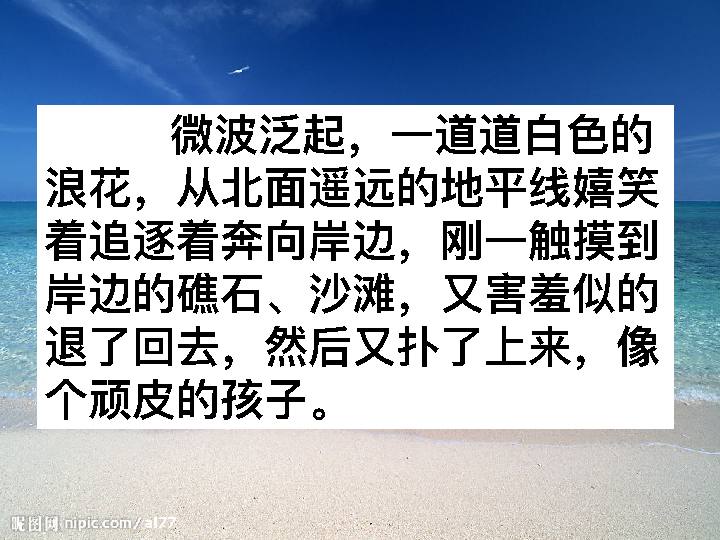 微波泛起，一道道白色的
浪花，从北面遥远的地平线嬉笑
着追逐着奔向岸边，刚一触摸到
岸边的礁石、沙滩，又害羞似的
退了回去，然后又扑了上来，像
个顽皮的孩子。
昵图网 nipic.com/al77